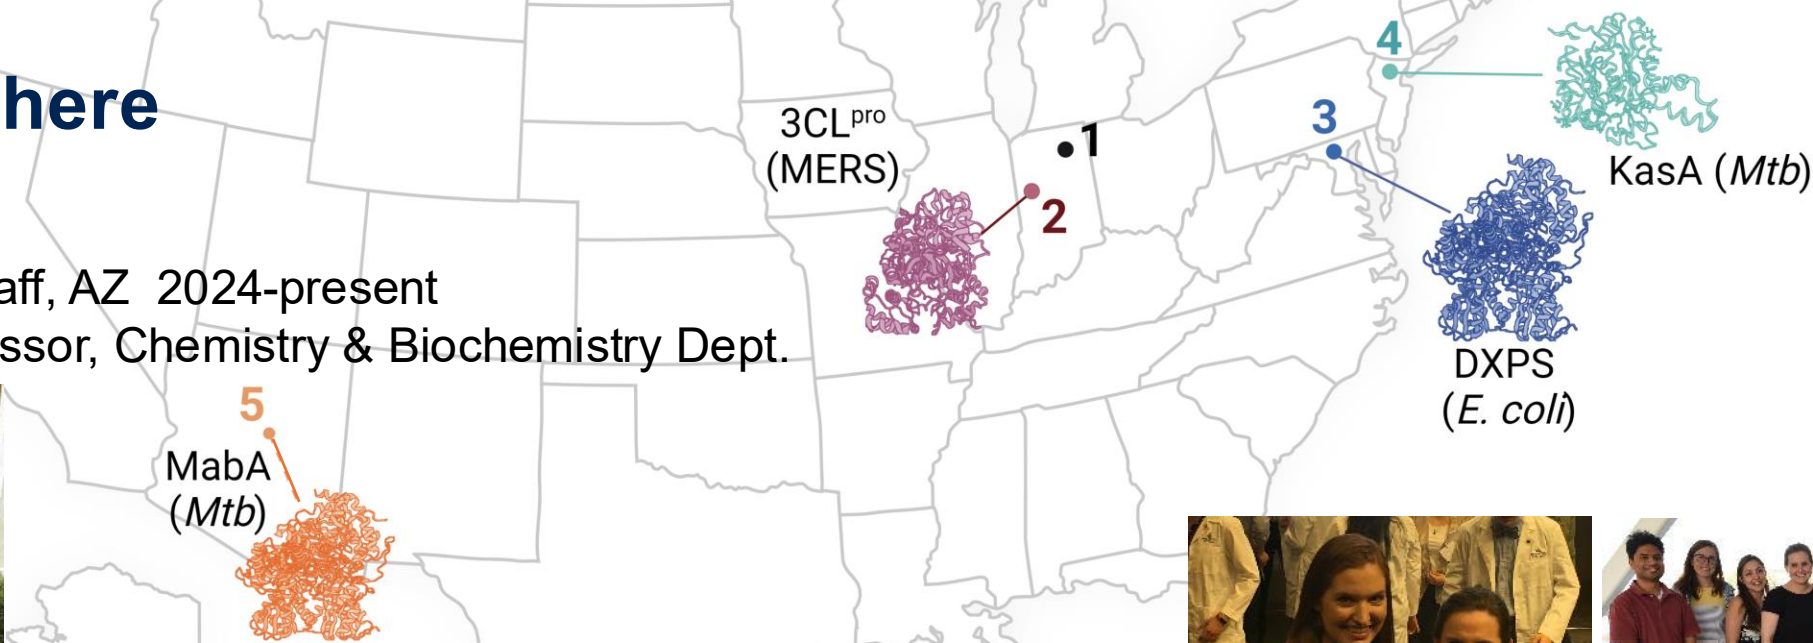 here
aff, AZ 2024-present
ssor, Chemistry & Biochemistry Dept.
3CLpro
(MERS)
1
2
3
4
KasA (Mtb)
DXPS
(E. coli)
5
MabA
(Mtb)